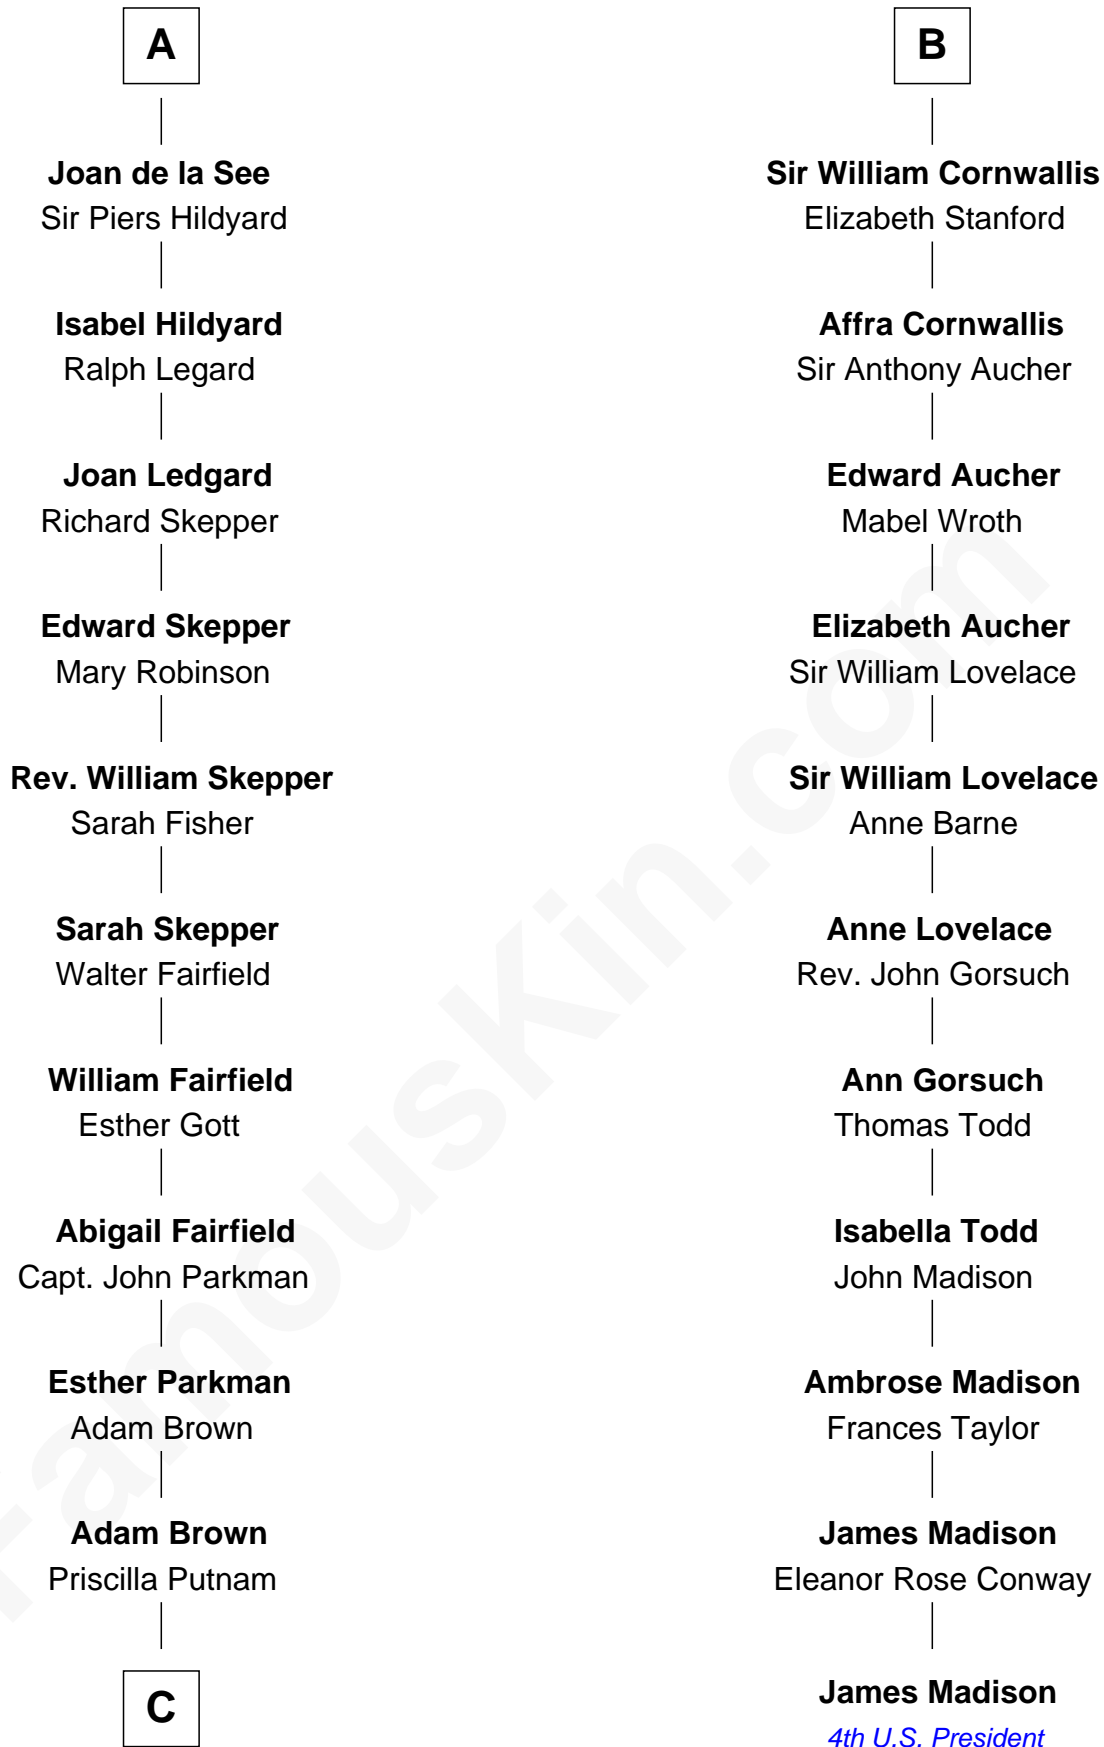 A
Joan de la See
Sir Piers Hildyard
Isabel Hildyard
Ralph Legard
Joan Ledgard
Richard Skepper
Edward Skepper
Mary Robinson
Rev. William Skepper
Sarah Fisher
Sarah Skepper
Walter Fairfield
William Fairfield
Esther Gott
Abigail Fairfield
Capt. John Parkman
Esther Parkman
Adam Brown
Adam Brown
Priscilla Putnam
C
B
Sir William Cornwallis
Elizabeth Stanford
Affra Cornwallis
Sir Anthony Aucher
Edward Aucher
Mabel Wroth
Elizabeth Aucher
Sir William Lovelace
Sir William Lovelace
Anne Barne
Anne Lovelace
Rev. John Gorsuch
Ann Gorsuch
Thomas Todd
Isabella Todd
John Madison
Ambrose Madison
Frances Taylor
James Madison
Eleanor Rose Conway
James Madison
4th U.S. President
FamousKin.com